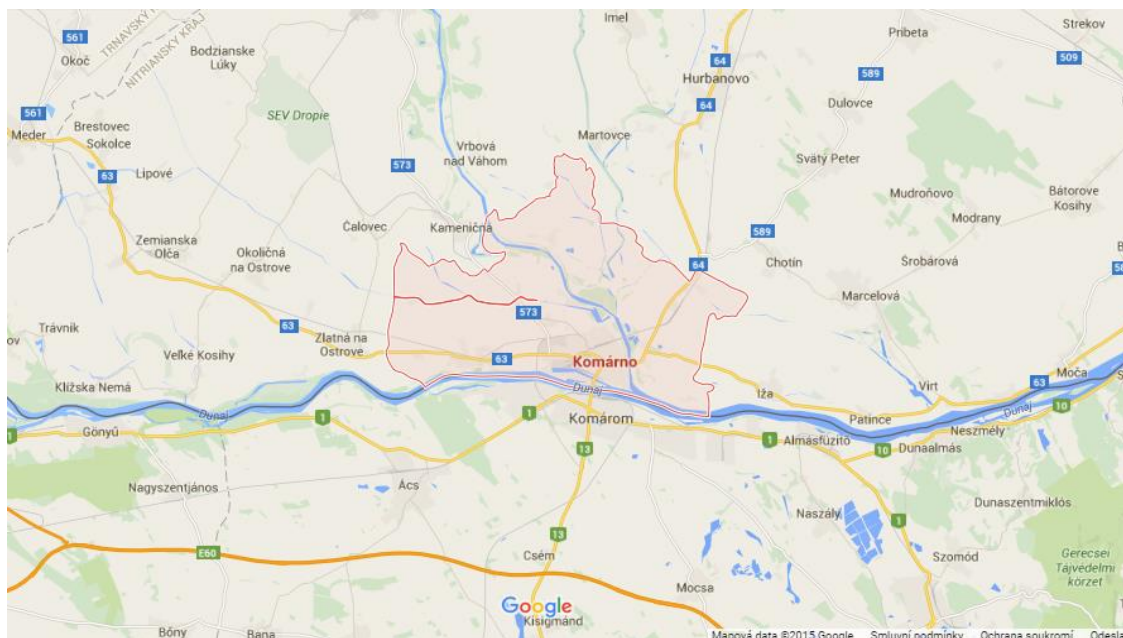 Imel
Strekov
561
TRNAVSKÝ
Okoč
Bodzianske
Lúky
NITRIANSKY KRAJ
64
Pribeta
509
589
Hurbanovo
SEV Dropie
64
Dulovce
561
Meder
Brestovec
Sokolce
Martovce
Vrbová
nad Váhom
573
Svätý Peter
63
Lipové
Mudroňovo
Bátorove
Kosihy
Modrany
Čalovec
Kameničná
589
Zemianska
Olča
Okoličná
na Ostrove
64
Chotín
Šrobárová
Marcelová
573
Trávnik
63
Zlatná na
Ostrove
Veľké Kosihy
63
Komárno
Moča
Klížska Nemá
Dunaj
Iža
Virt
63
Dunaj
Dunaj
1
1
Komárom
Patince
10
1
Gönyű
1
Almásfüzitő
Neszmély
10
Dunaalmás
13
Nagyszentjános
Ács
Dunaszentmiklós
Naszály
1
13
E60
Csém
Szomód
Gerecsei
Tájvédelmi
körzet
Mocsa
Google
Kisigmánd
Bőny
Bana
Mapová data ©2015 Google
Smluvní podmínky
Ochrana soukromí